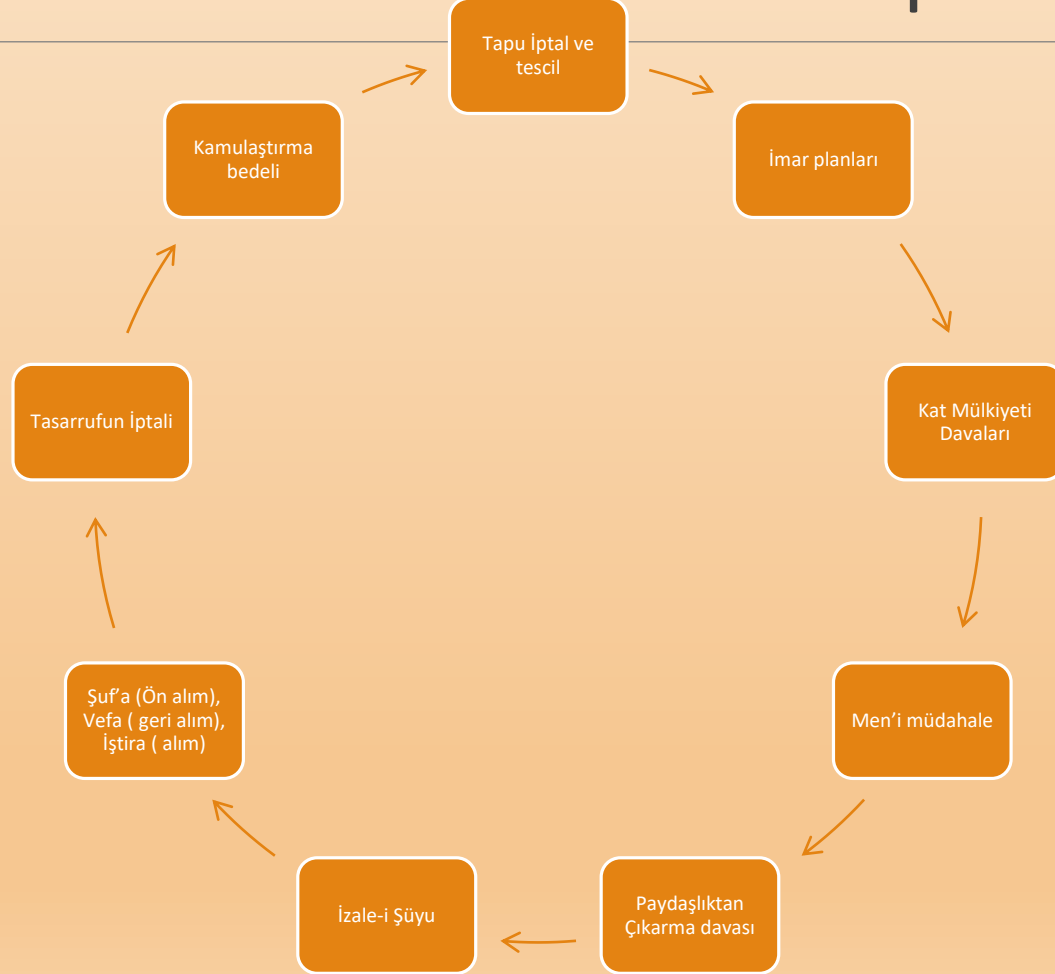 Tapu İptal ve
tescil
İmar planları
Kat Mülkiyeti
Davaları
Men’i müdahale
Paydaşlıktan
Çıkarma davası
İzale-i Şüyu
Şuf’a (Ön alım),
Vefa ( geri alım),
İştira ( alım)
Tasarrufun İptali
Kamulaştırma
bedeli